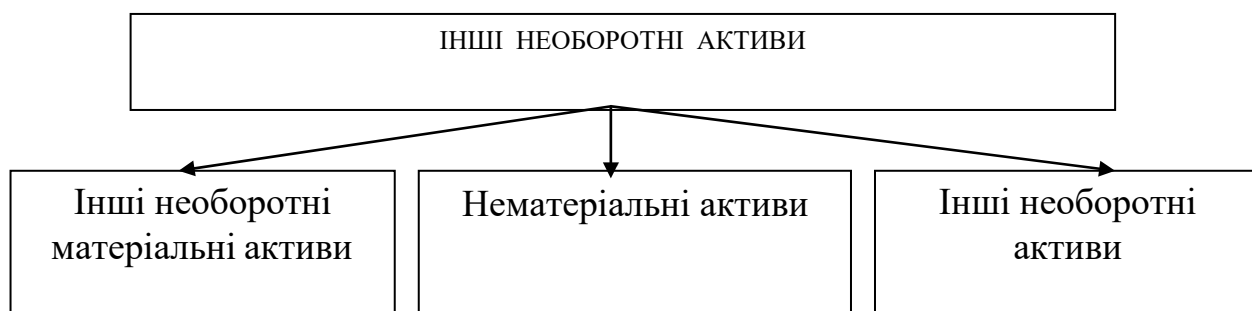 ІНШІ НЕОБОРОТНІ АКТИВИ
Інші необоротні
матеріальні активи
Нематеріальні активи
Інші необоротні
активи